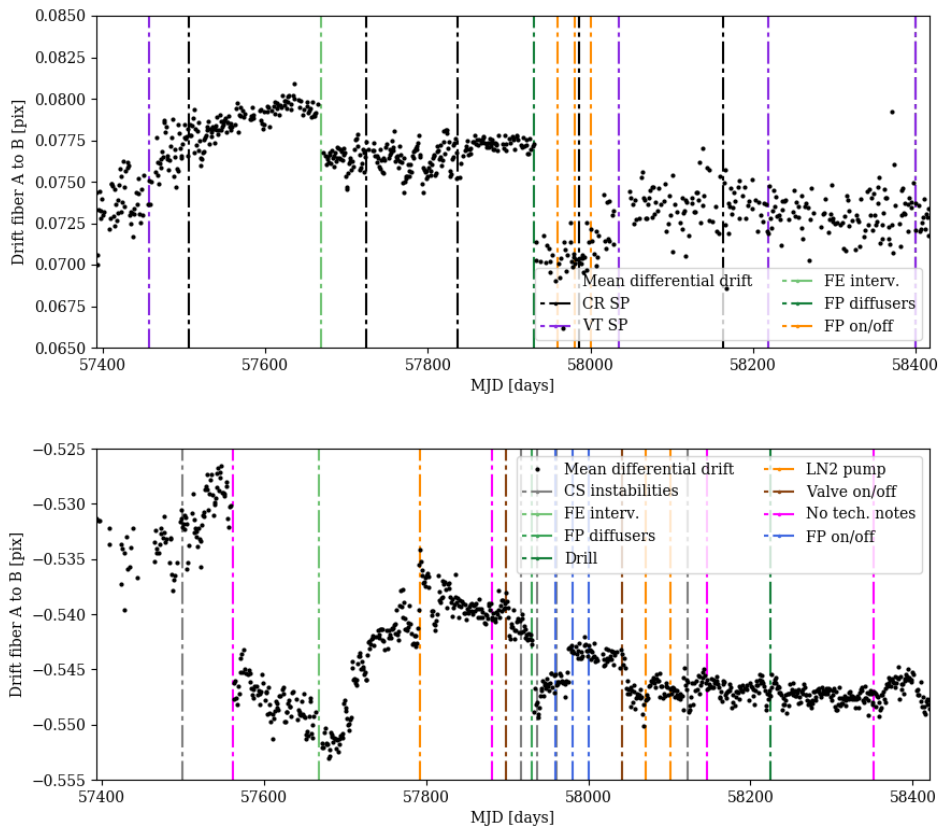 0.0850
0.0825
0.0800
0.0775
0.0750
0.0725
0.0700
0.0675
0.0650
Drift fiber A to B [pix]
Mean differential drift
CR SP
VT SP
FE interv.
FP diffusers
FP on/off
57400 57600 57800 58000 58200 58400
MJD [days]
−0.525
−0.530
−0.535
−0.540
−0.545
−0.550
−0.555
Drift fiber A to B [pix]
Mean differential drift
CS instabilities
FE interv.
FP diffusers
Drill
LN2 pump
Valve on/off
No tech. notes
FP on/off
57400 57600 57800 58000 58200 58400
MJD [days]